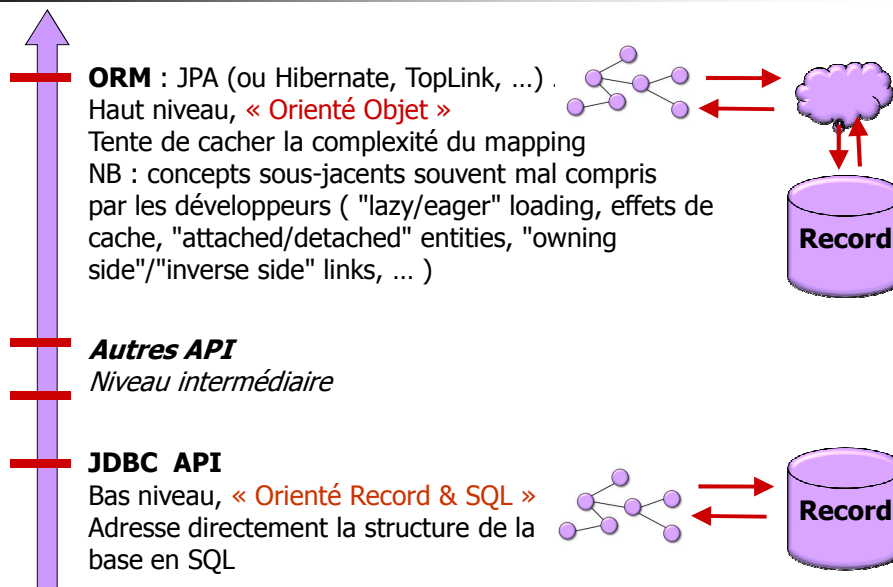 ORM : JPA (ou Hibernate, TopLink, …) .
Haut niveau, « Orienté Objet »
Tente de cacher la complexité du mapping
NB : concepts sous-jacents souvent mal compris
par les développeurs ( "lazy/eager" loading, effets de
cache, "attached/detached" entities, "owning
side"/"inverse side" links, … )
Record
Autres API
Niveau intermédiaire
JDBC API
Bas niveau, « Orienté Record & SQL »
Adresse directement la structure de la
base en SQL
Record